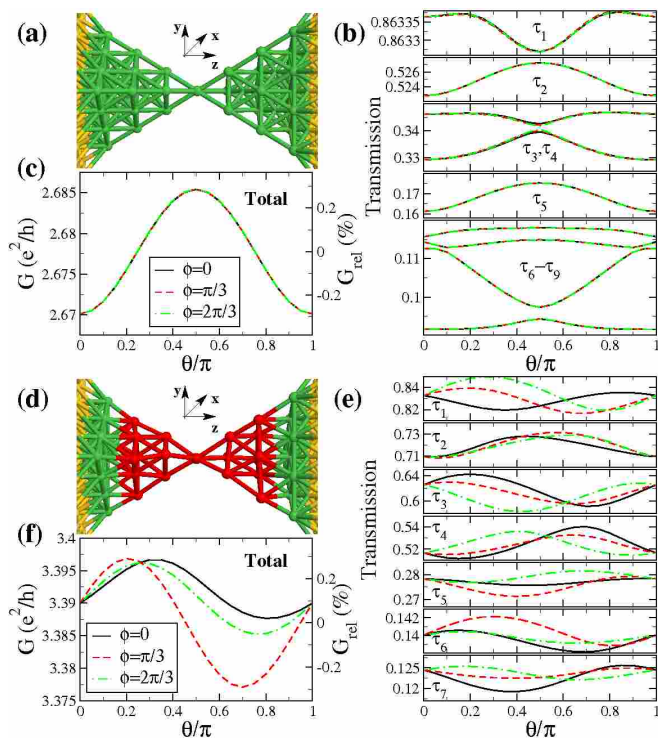 (a)
y
x
z
(b)
0.86335
0.8633
τ1
0.526
0.524
τ2
0.34
0.33
τ3,τ4
0.17
0.16
τ5
0.11
0.1
τ6−τ9
Transmission
0 0.2 0.4 0.6 0.8 1
θ/π
(c)
Total
2.685
2.68
2.675
2.67
G (e²/h)
0.2
0
-0.2
Grel (%)
ϕ=0
ϕ=π/3
ϕ=2π/3
0 0.2 0.4 0.6 0.8 1
θ/π
(d)
y
x
z
(e)
0.84
0.82
τ1
0.73
0.71
τ2
0.64
0.6
τ3
0.54
0.52
τ4
0.28
0.27
τ5
0.142
0.14
τ6
0.125
0.12
τ7
Transmission
0 0.2 0.4 0.6 0.8 1
θ/π
(f)
Total
3.4
3.395
3.39
3.385
3.38
3.375
G (e²/h)
0.2
0
-0.2
Grel (%)
ϕ=0
ϕ=π/3
ϕ=2π/3
0 0.2 0.4 0.6 0.8 1
θ/π